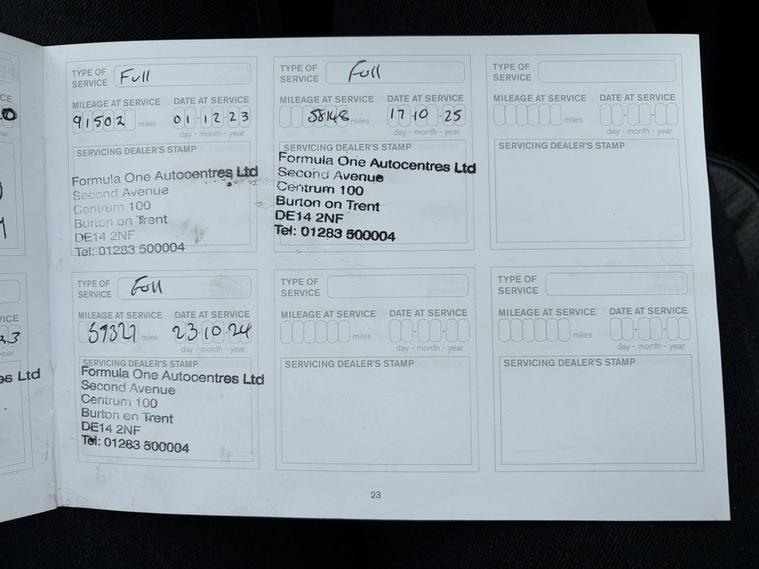 TYPE OF SERVICE Full
MILEAGE AT SERVICE DATE AT SERVICE
91502 miles 01.12.23
day - month - year
SERVICING DEALER'S STAMP
Formula One Autocentres Ltd
Second Avenue
Centrum 100
Burton on Trent
DE14 2NF
Tel: 01283 500004
TYPE OF SERVICE Full
MILEAGE AT SERVICE DATE AT SERVICE
58148 miles 17 10 25
day - month - year
SERVICING DEALER'S STAMP
Formula One Autocentres Ltd
Second Avenue
Centrum 100
Burton on Trent
DE14 2NF
Tel: 01283 500004
TYPE OF SERVICE
MILEAGE AT SERVICE DATE AT SERVICE
miles
day - month - year
SERVICING DEALER'S STAMP
TYPE OF SERVICE Full
MILEAGE AT SERVICE DATE AT SERVICE
miles 23.10.24
day - month - year
SERVICING DEALER'S STAMP
Formula One Autocentres Ltd
Second Avenue
Centrum 100
Burton on Trent
DE14 2NF
Tel: 01283 500004
TYPE OF SERVICE
MILEAGE AT SERVICE DATE AT SERVICE
miles
day - month - year
SERVICING DEALER'S STAMP
TYPE OF SERVICE
MILEAGE AT SERVICE DATE AT SERVICE
miles
day - month - year
SERVICING DEALER'S STAMP
23